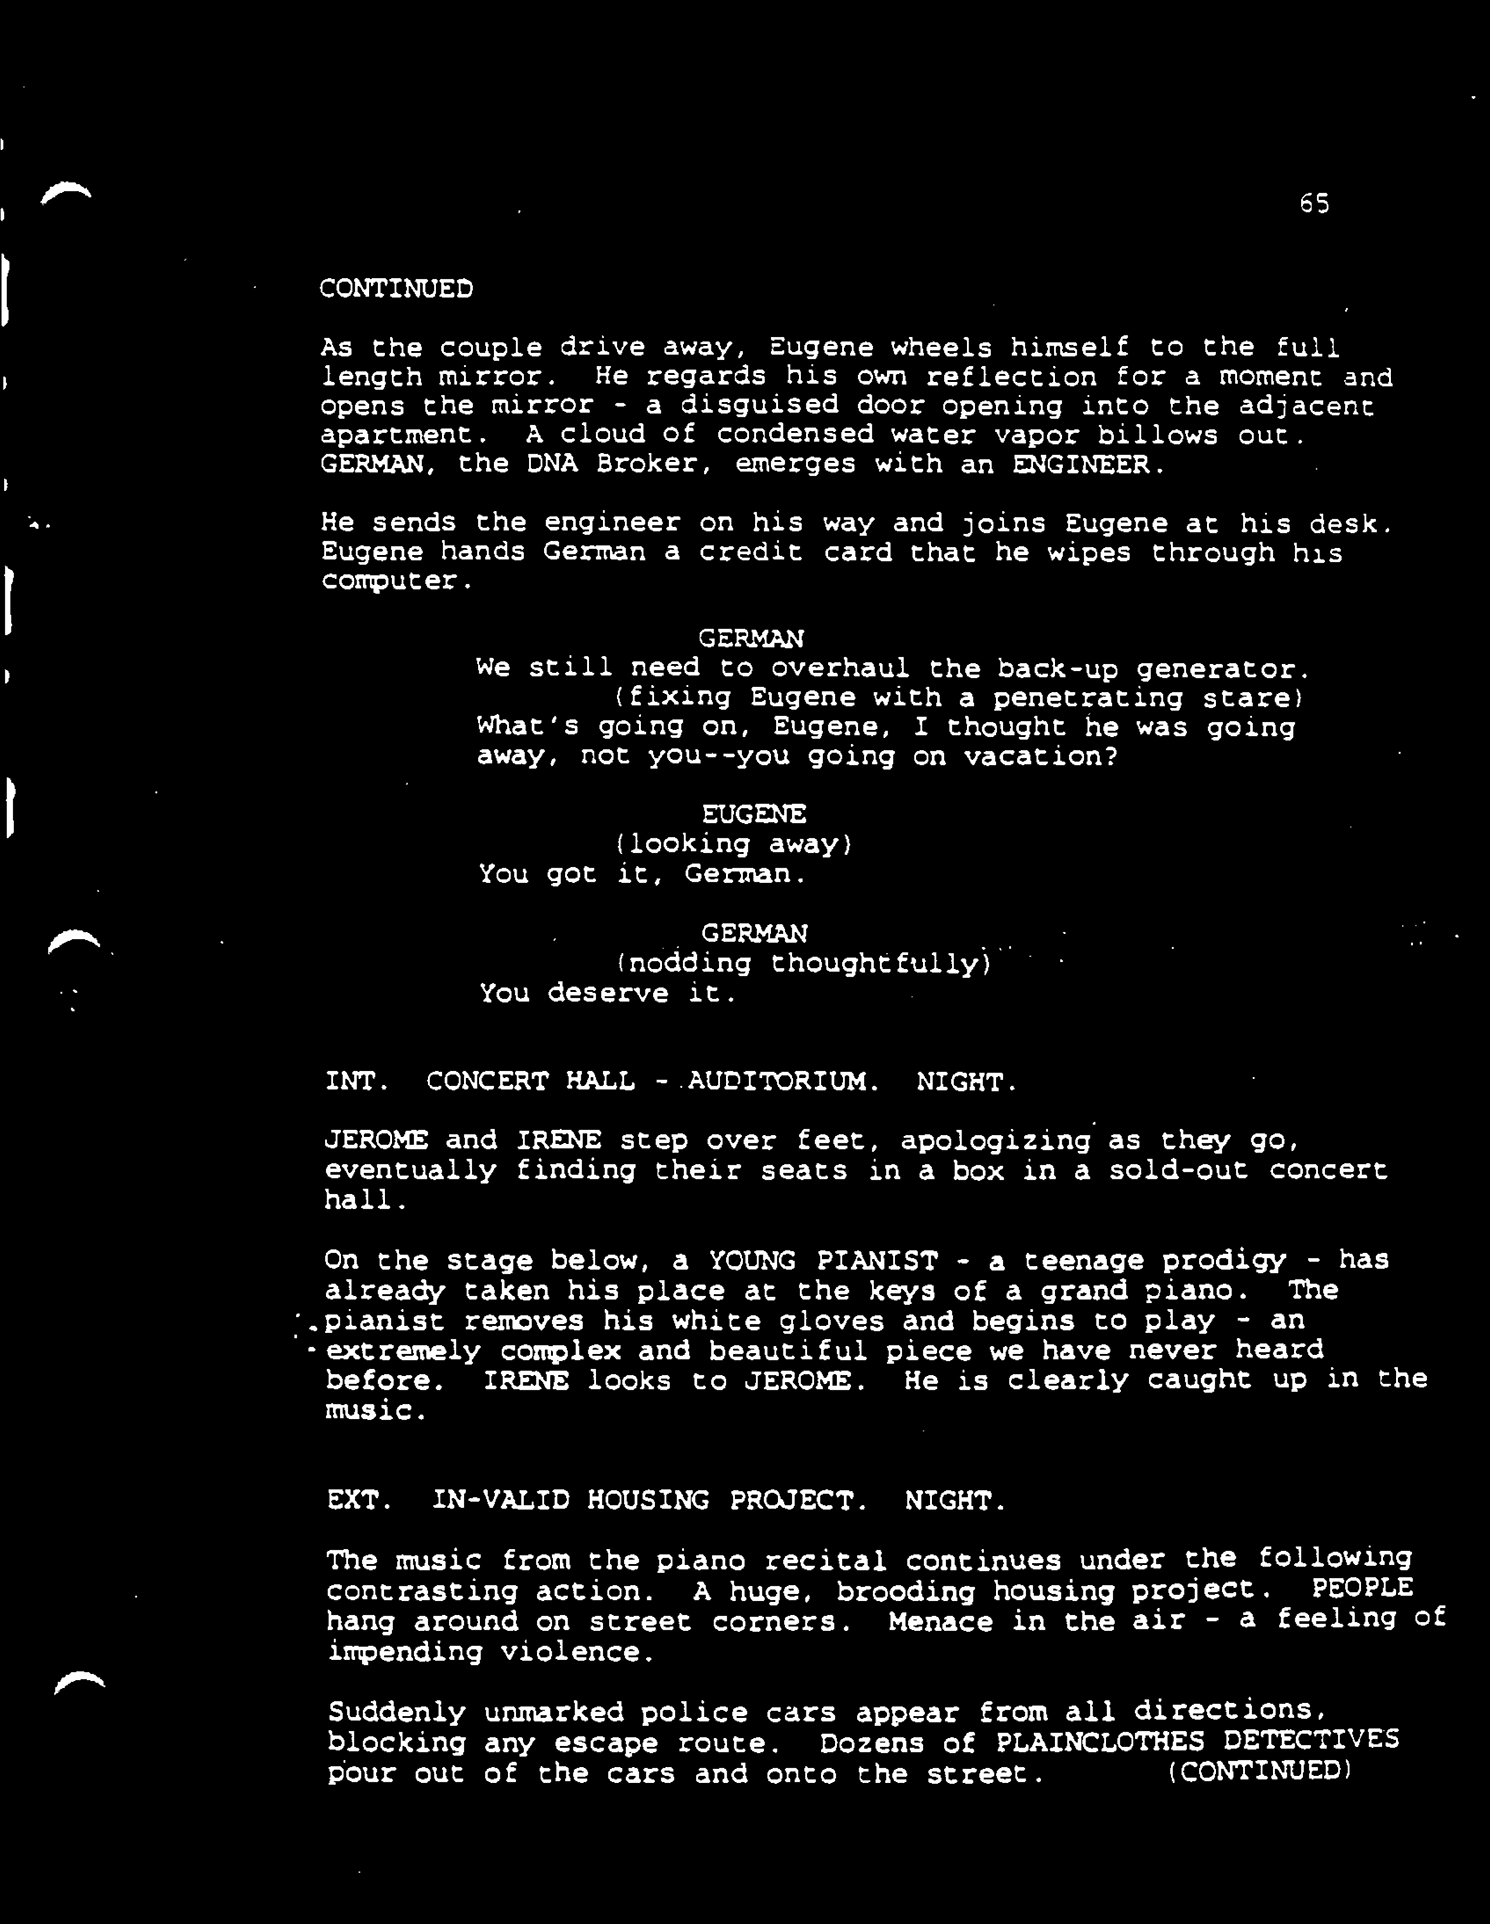 65
CONTINUED
As the couple drive away, Eugene wheels himself to the full
length mirror. He regards his own reflection for a moment and
opens the mirror - a disguised door opening into the adjacent
apartment. A cloud of condensed water vapor billows out.
GERMAN, the DNA Broker, emerges with an ENGINEER.
He sends the engineer on his way and joins Eugene at his desk.
Eugene hands German a credit card that he wipes through his
computer.
GERMAN
We still need to overhaul the back-up generator.
(fixing Eugene with a penetrating stare)
What's going on, Eugene, I thought he was going
away, not you--you going on vacation?
EUGENE
(looking away)
You got it, German.
GERMAN
(nodding thoughtfully)
You deserve it.
INT. CONCERT HALL - AUDITORIUM. NIGHT.
JEROME and IRENE step over feet, apologizing as they go,
eventually finding their seats in a box in a sold-out concert
hall.
On the stage below, a YOUNG PIANIST - a teenage prodigy - has
already taken his place at the keys of a grand piano. The
pianist removes his white gloves and begins to play - an
extremely complex and beautiful piece we have never heard
before. IRENE looks to JEROME. He is clearly caught up in the
music.
EXT. IN-VALID HOUSING PROJECT. NIGHT.
The music from the piano recital continues under the following
contrasting action. A huge, brooding housing project. PEOPLE
hang around on street corners. Menace in the air - a feeling of
impending violence.
Suddenly unmarked police cars appear from all directions,
blocking any escape route. Dozens of PLAINCLOTHES DETECTIVES
pour out of the cars and onto the street. (CONTINUED)